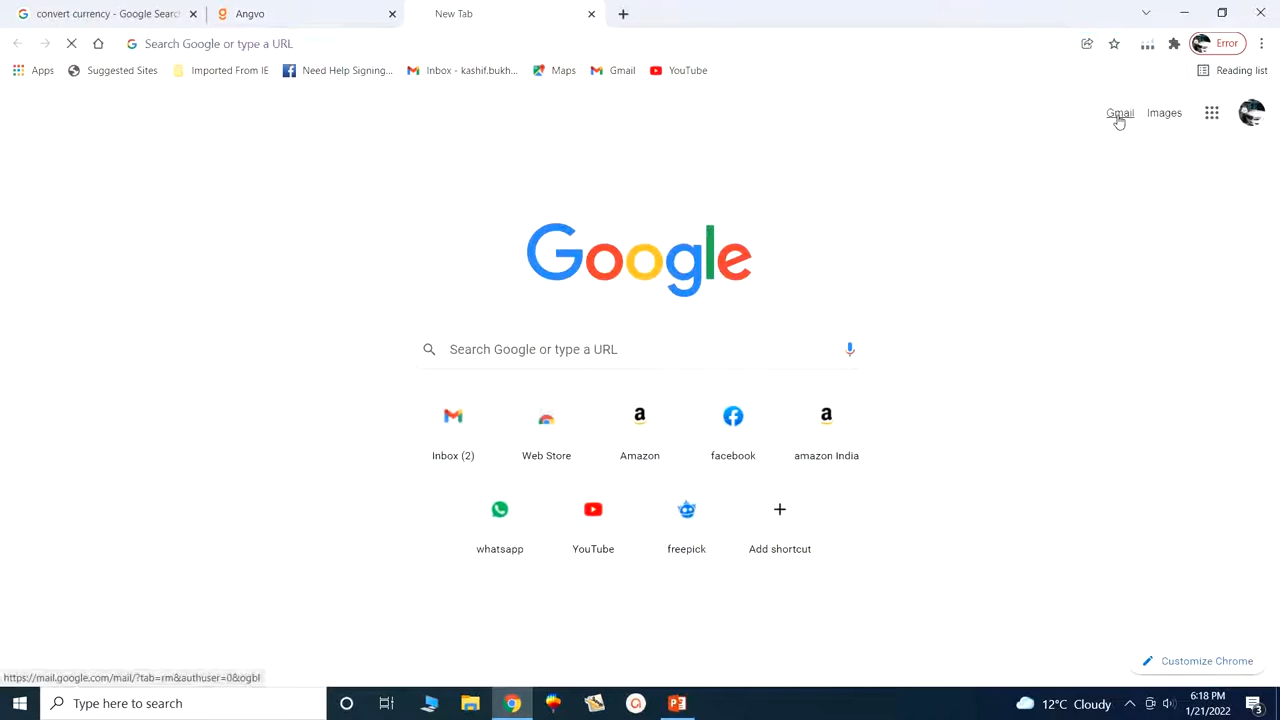 convert currency - Google Searc
Angvo
New Tab
Search Google or type a URL
Error
Apps
Suggested Sites
Imported From IE
Need Help Signing...
Inbox - kashif.bukh...
Maps
Gmail
YouTube
Reading list
Gmail
Images
Google
Search Google or type a URL
Inbox (2)
Web Store
Amazon
facebook
amazon India
whatsapp
YouTube
freepick
Add shortcut
Customize Chrome
https://mail.google.com/mail/?tab=rm&authuser=0&ogbl
Type here to search
12°C Cloudy
6:18 PM
1/21/2022
3